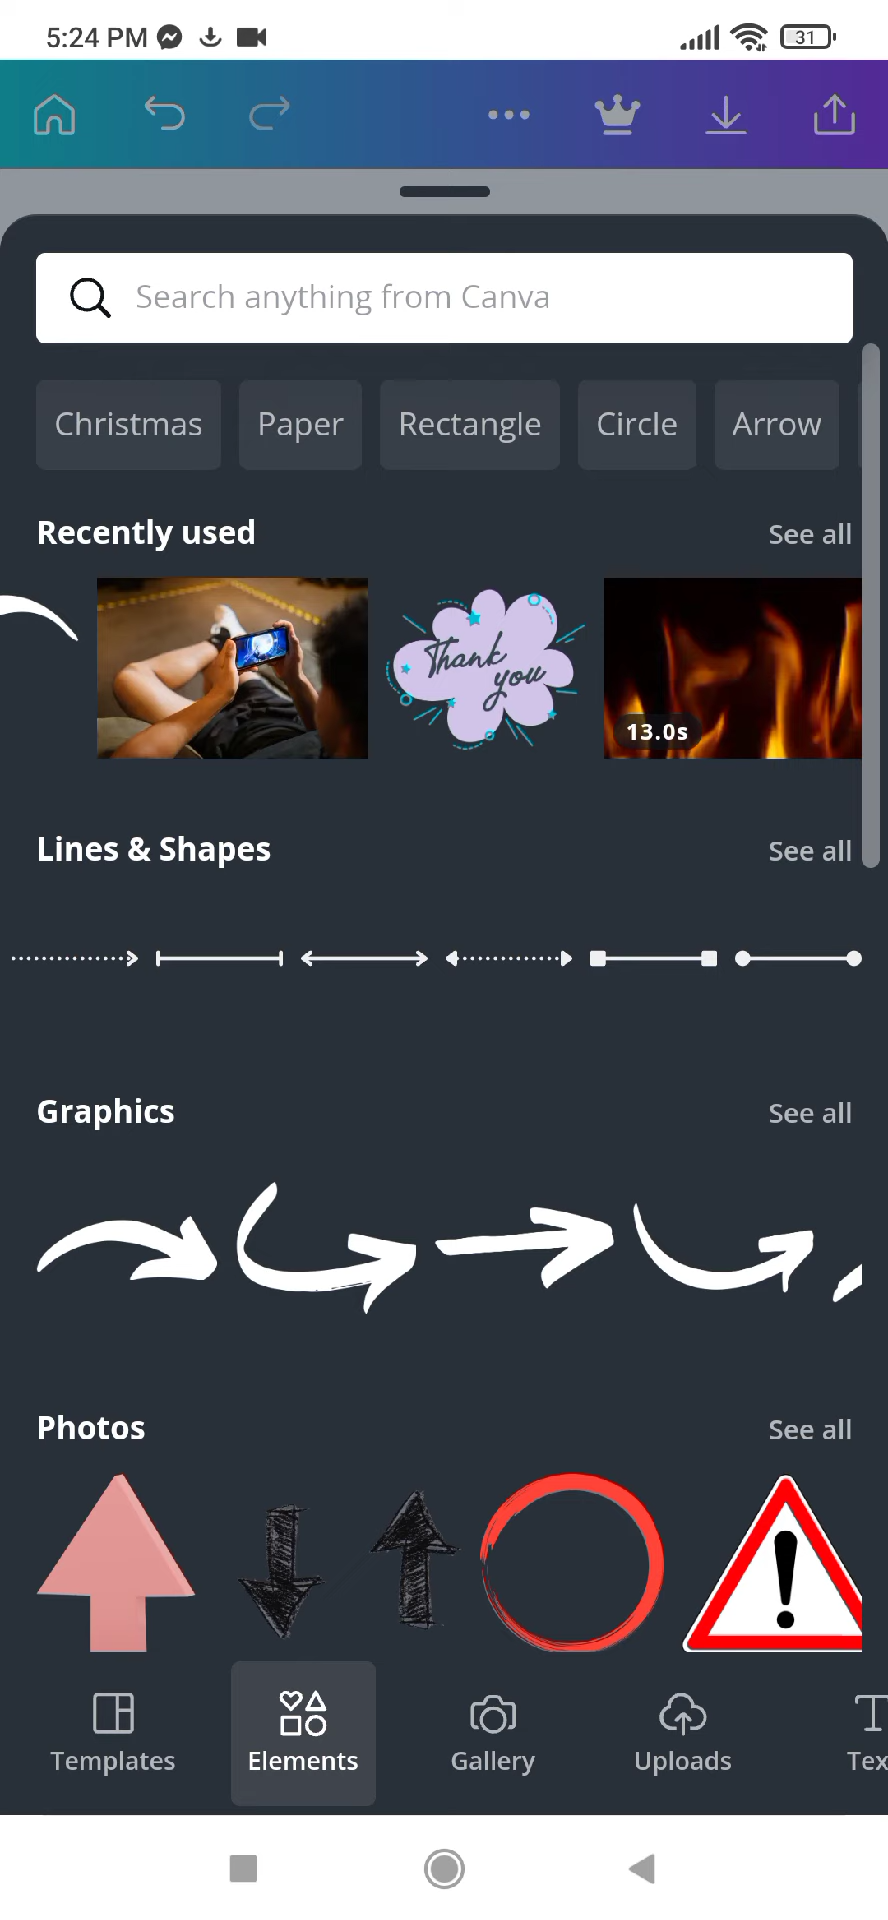 5:24 PM
31
Search anything from Canva
Christmas
Paper
Rectangle
Circle
Arrow
Recently used
See all
Thank
you
13.0s
Lines & Shapes
See all
Graphics
See all
Photos
See all
Templates
Elements
Gallery
Uploads
Tex